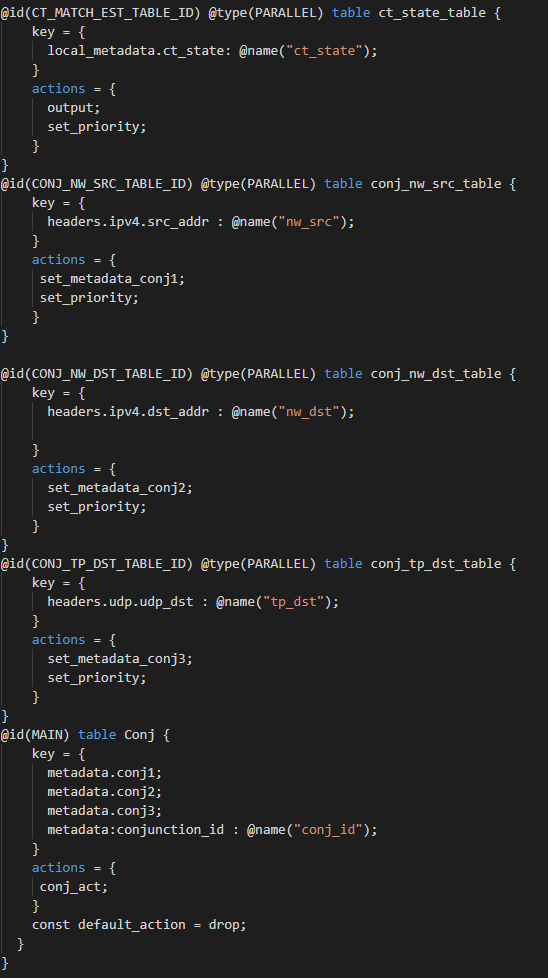 @id(CT_MATCH_EST_TABLE_ID) @type(PARALLEL) table ct_state_table {
    key = {
      local_metadata.ct_state: @name("ct_state");
    }
    actions = {
      output;
      set_priority;
    }
}
@id(CONJ_NW_SRC_TABLE_ID) @type(PARALLEL) table conj_nw_src_table {
    key = {
      headers.ipv4.src_addr : @name("nw_src");
    }
    actions = {
     set_metadata_conj1;
     set_priority;
    }
}

@id(CONJ_NW_DST_TABLE_ID) @type(PARALLEL) table conj_nw_dst_table {
    key = {
      headers.ipv4.dst_addr : @name("nw_dst");

    }
    actions = {
      set_metadata_conj2;
      set_priority;
    }
}
@id(CONJ_TP_DST_TABLE_ID) @type(PARALLEL) table conj_tp_dst_table {
    key = {
      headers.udp.udp_dst : @name("tp_dst");
    }
    actions = {
      set_metadata_conj3;
      set_priority;
    }
}
@id(MAIN) table Conj {
    key = {
      metadata.conj1;
      metadata.conj2;
      metadata.conj3;
      metadata:conjunction_id : @name("conj_id");
    }
    actions = {
     conj_act;
    }
    const default_action = drop;
  }
}